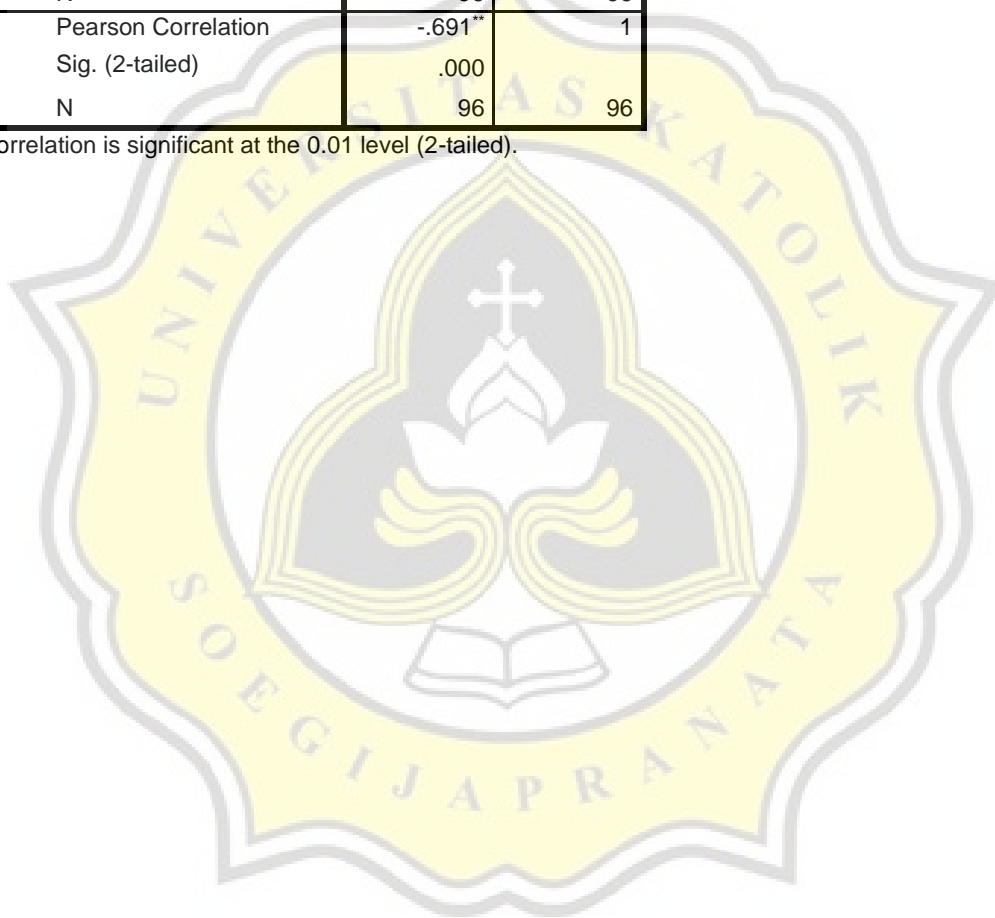 Pearson Correlation -.691** 1
Sig. (2-tailed) .000
N 96 96
orrelation is significant at the 0.01 level (2-tailed).
UNIVERSITAS KATOLIK
SOEGIJAPRANATA